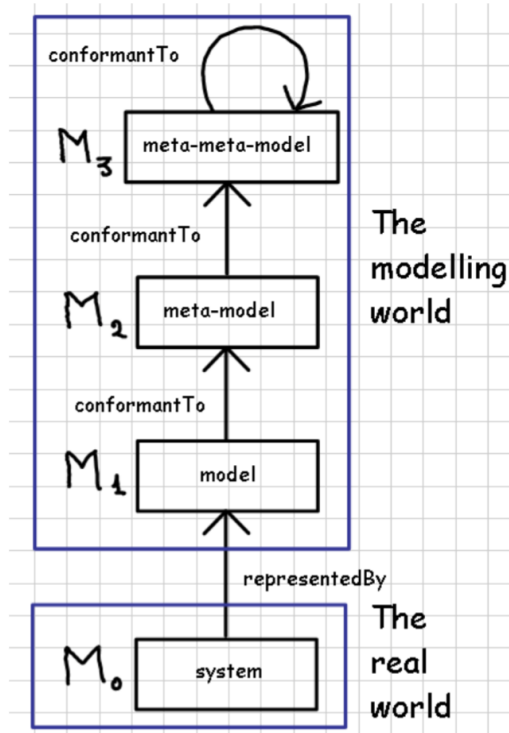 conformantTo
M3
meta-meta-model
conformantTo
The
modelling
world
M2
meta-model
conformantTo
M1
model
representedBy
The
real
world
M0
system